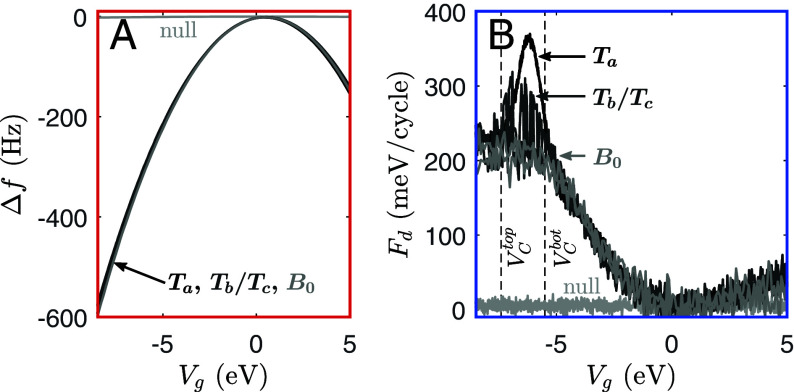 A
null
0
-200
-400
-600
Δf (Hz)
T_a, T_b/T_c, B_0
-5
0
5
V_g (eV)
B
400
300
200
100
0
F_d (meV/cycle)
T_a
T_b/T_c
B_0
V_C^top
V_C^bot
null
-5
0
5
V_g (eV)